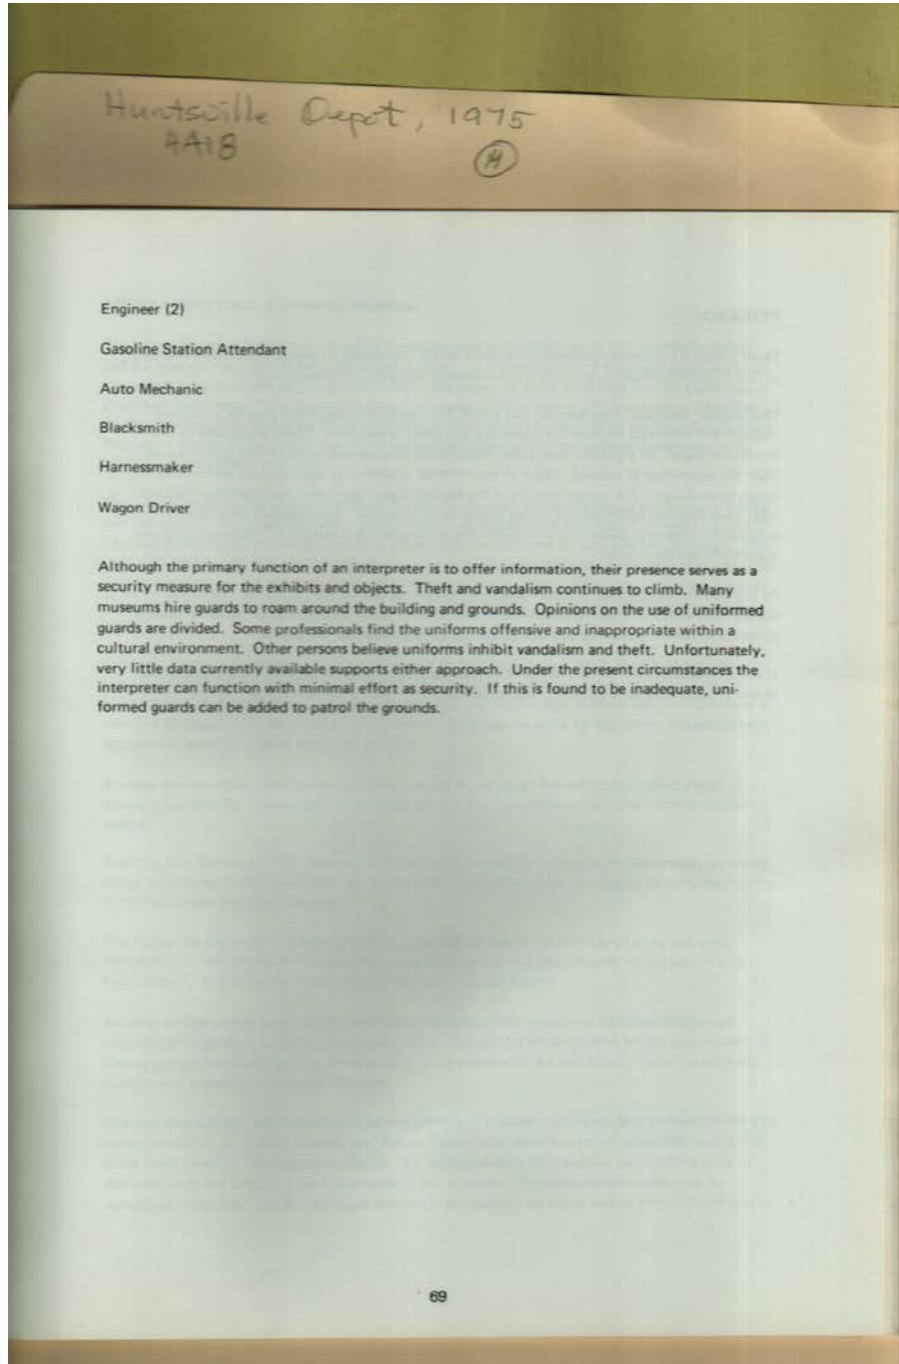 Huntsville Depot, 1975
4418
14
Engineer (2)
Gasoline Station Attendant
Auto Mechanic
Blacksmith
Harnessmaker
Wagon Driver
Although the primary function of an interpreter is to offer information, their presence serves as a
security measure for the exhibits and objects. Theft and vandalism continues to climb. Many
museums hire guards to roam around the building and grounds. Opinions on the use of uniformed
guards are divided. Some professionals find the uniforms offensive and inappropriate within a
cultural environment. Other persons believe uniforms inhibit vandalism and theft. Unfortunately,
very little data currently available supports either approach. Under the present circumstances the
interpreter can function with minimal effort as security. If this is found to be inadequate, uni-
formed guards can be added to patrol the grounds.
69